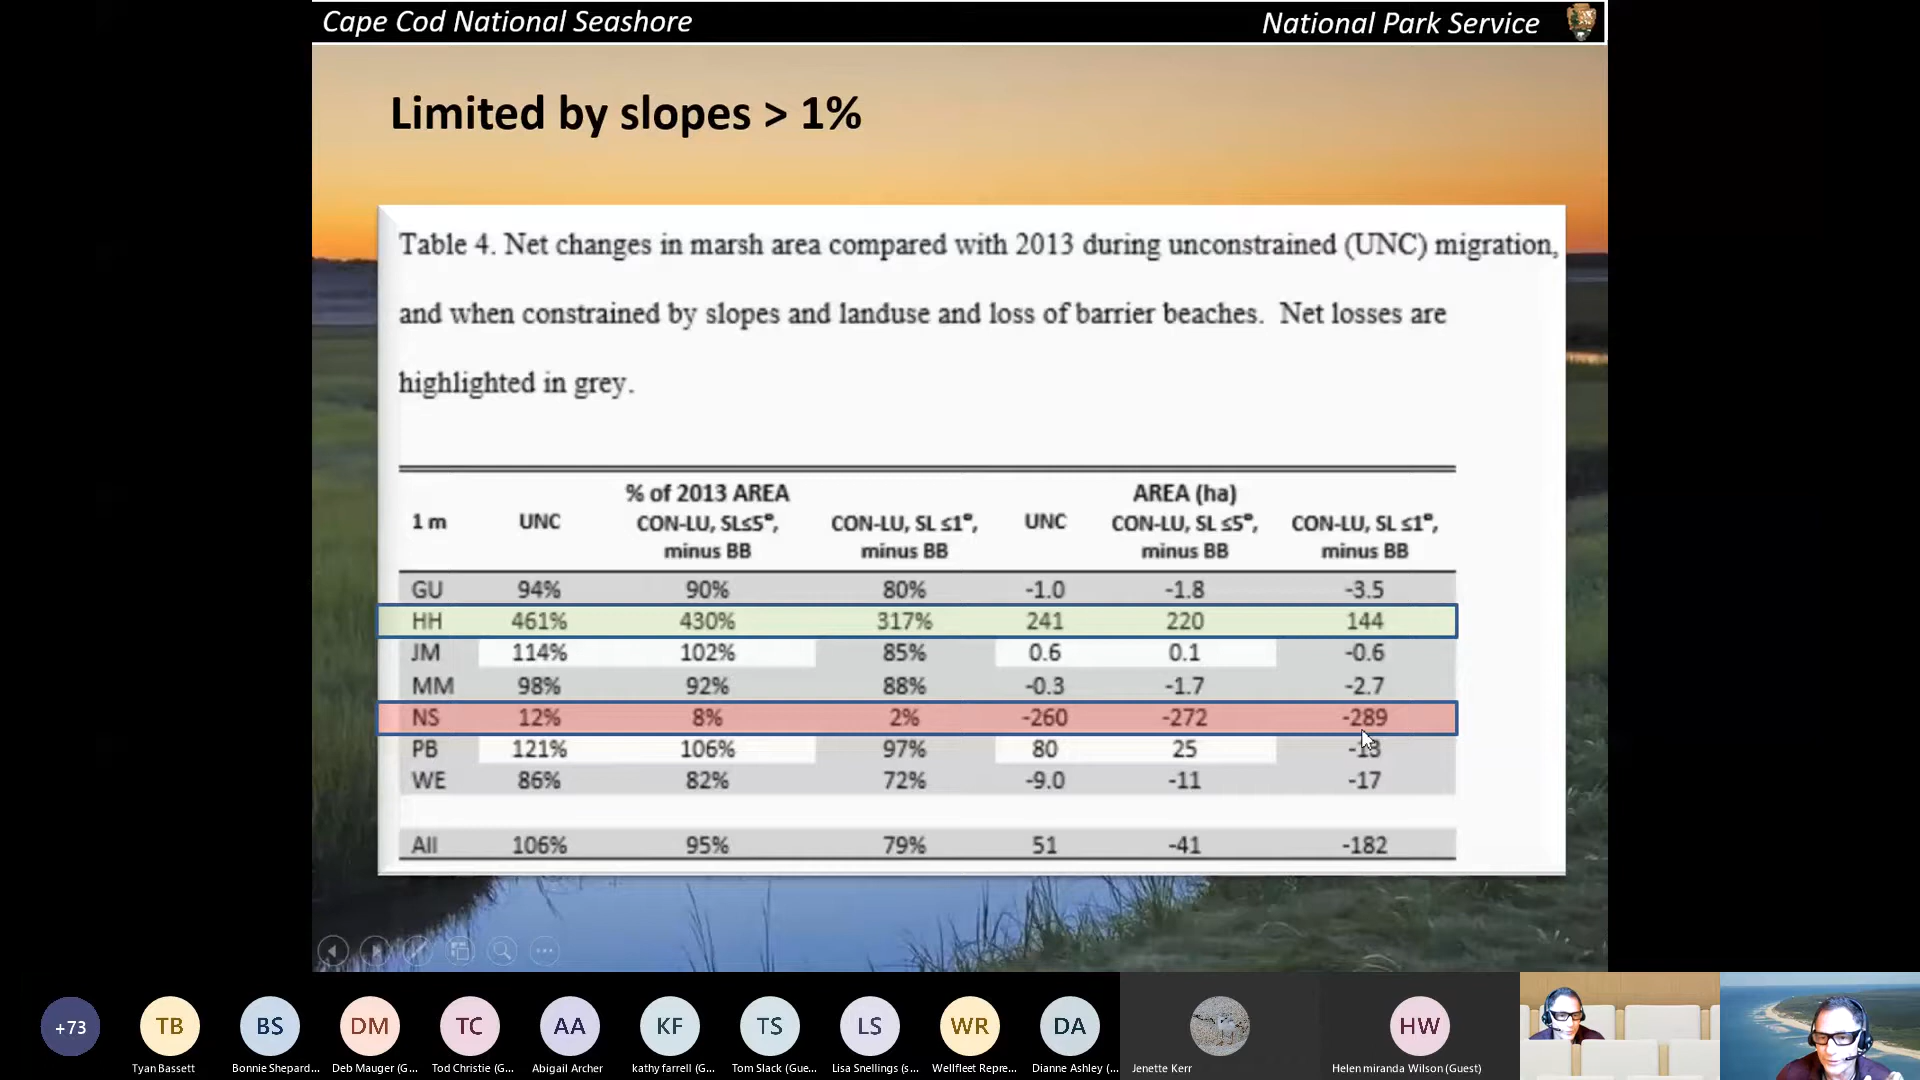 Cape Cod National Seashore
National Park Service
Limited by slopes > 1%
Table 4. Net changes in marsh area compared with 2013 during unconstrained (UNC) migration,
and when constrained by slopes and landuse and loss of barrier beaches. Net losses are
highlighted in grey.
% of 2013 AREA AREA (ha)
1 m UNC CON-LU, SL≤5°, CON-LU, SL ≤1°, UNC CON-LU, SL ≤5°, CON-LU, SL ≤1°,
minus BB minus BB minus BB minus BB
GU 94% 90% 80% -1.0 -1.8 -3.5
HH 461% 430% 317% 241 220 144
JM 114% 102% 85% 0.6 0.1 -0.6
MM 98% 92% 88% -0.3 -1.7 -2.7
NS 12% 8% 2% -260 -272 -289
PB 121% 106% 97% 80 25 -13
WE 86% 82% 72% -9.0 -11 -17
All 106% 95% 79% 51 -41 -182
+73 TB BS DM TC AA KF TS LS WR DA HW
Tyan Bassett Bonnie Shepard... Deb Mauger (G... Tod Christie (G... Abigail Archer kathy farrell (G... Tom Slack (Gue... Lisa Snellings (s... Wellfleet Repre... Dianne Ashley (... Jenette Kerr Helen miranda Wilson (Guest)